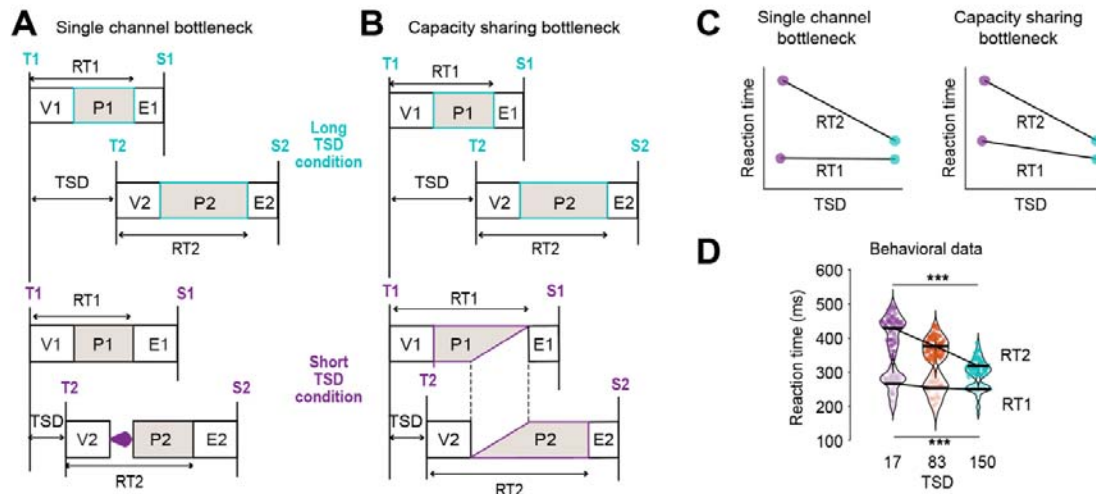 A
Single channel bottleneck
T1
S1
RT1
V1
P1
E1
T2
S2
Long
TSD
condition
TSD
V2
P2
E2
RT2
T1
S1
RT1
V1
P1
E1
Short
TSD
condition
T2
S2
TSD
V2
P2
E2
RT2
B
Capacity sharing bottleneck
T1
S1
RT1
V1
P1
E1
T2
S2
TSD
V2
P2
E2
RT2
T1
S1
RT1
V1
P1
E1
T2
S2
TSD
V2
P2
E2
RT2
C
Single channel
bottleneck
Reaction time
RT2
RT1
TSD
Capacity sharing
bottleneck
Reaction time
RT2
RT1
TSD
D
Behavioral data
Reaction time (ms)
600
500
400
300
200
100
***
RT2
RT1
***
17 83 150
TSD